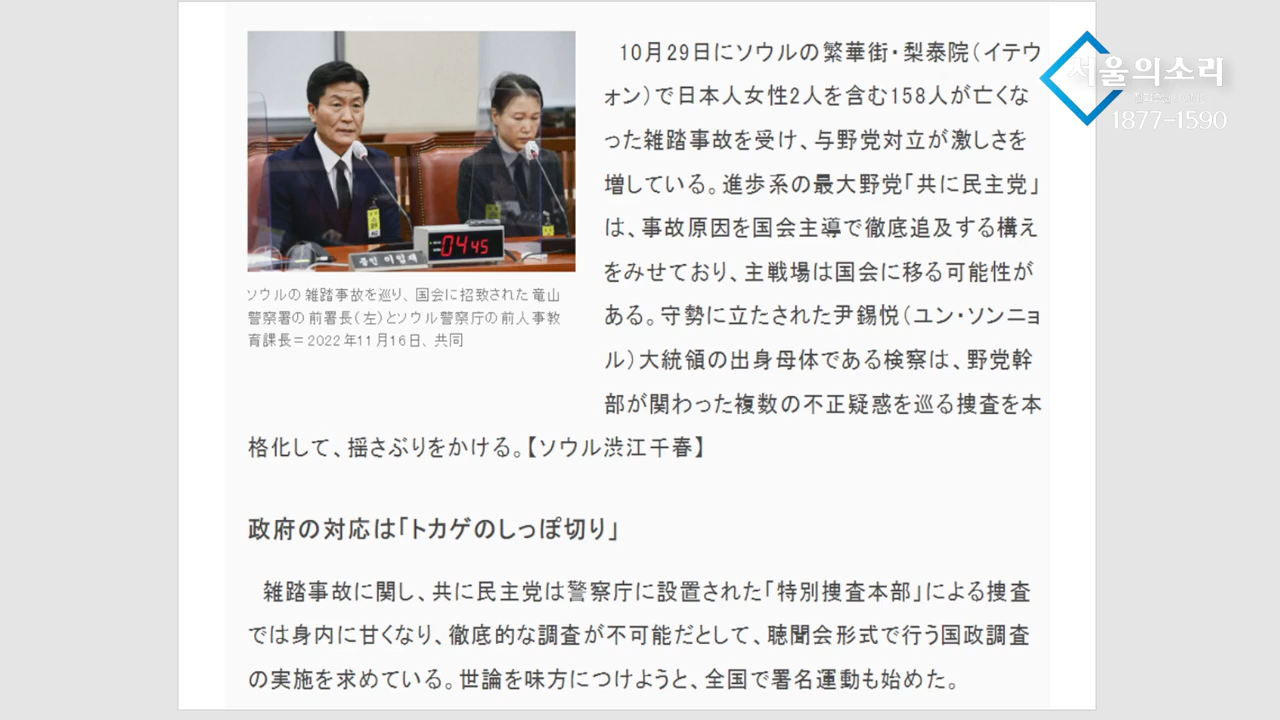 10月29日にソウルの繁華街・梨泰院（イテウ
ォン）で日本人女性2人を含む158人が亡くな
った雑踏事故を受け、与野党対立が激しさを
増している。進歩系の最大野党「共に民主党」
は、事故原因を国会主導で徹底追及する構え
をみせており、主戦場は国会に移る可能性が
ある。守勢に立たされた尹錫悦（ユン・ソンニョ
ル）大統領の出身母体である検察は、野党幹
部が関わった複数の不正疑惑を巡る捜査を本
格化して、揺さぶりをかける。【ソウル渋江千春】
04 45
증인 이임재
ソウルの雑踏事故を巡り、国会に招致された竜山
警察署の前署長（左）とソウル警察庁の前人事教
育課長＝2022年11月16日、共同
政府の対応は「トカゲのしっぽ切り」
雑踏事故に関し、共に民主党は警察庁に設置された「特別捜査本部」による捜査
では身内に甘くなり、徹底的な調査が不可能だとして、聴聞会形式で行う国政調査
の実施を求めている。世論を味方につけようと、全国で署名運動も始めた。
서울의소리
1877-1590